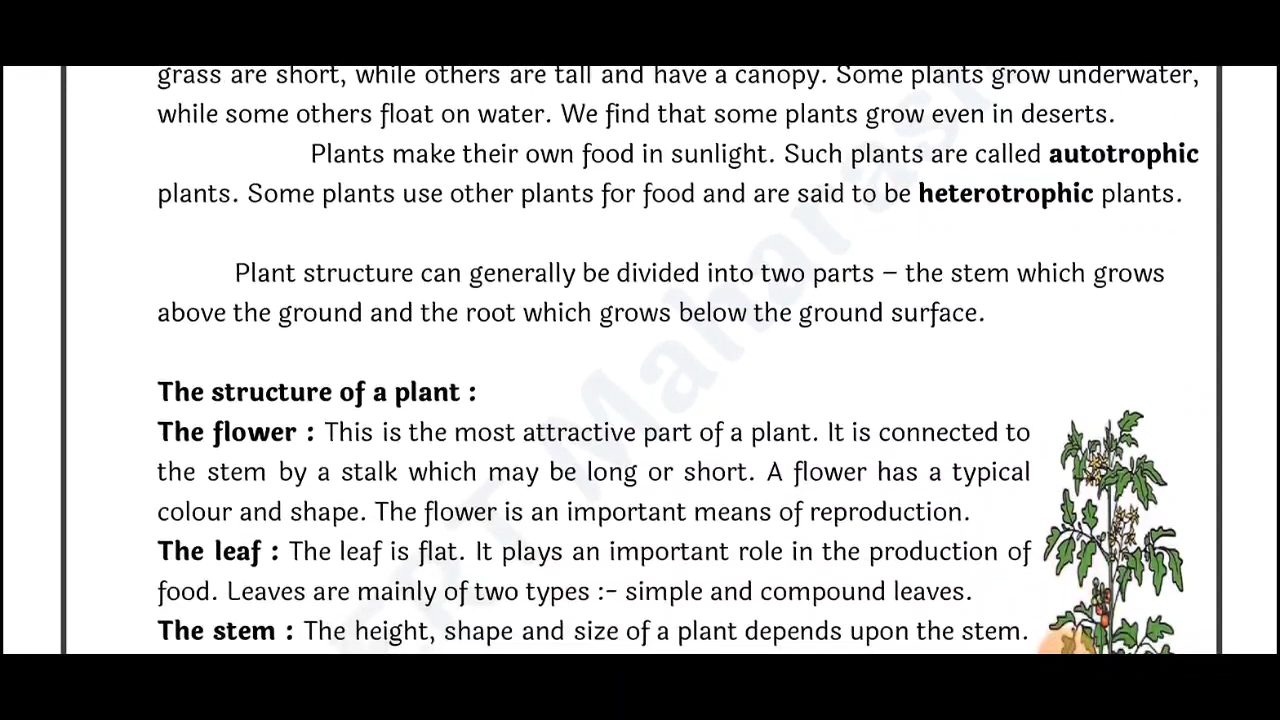 grass are short, while others are tall and have a canopy. Some plants grow underwater,
while some others float on water. We find that some plants grow even in deserts.
Plants make their own food in sunlight. Such plants are called autotrophic
plants. Some plants use other plants for food and are said to be heterotrophic plants.
Plant structure can generally be divided into two parts – the stem which grows
above the ground and the root which grows below the ground surface.
The structure of a plant :
The flower : This is the most attractive part of a plant. It is connected to
the stem by a stalk which may be long or short. A flower has a typical
colour and shape. The flower is an important means of reproduction.
The leaf : The leaf is flat. It plays an important role in the production of
food. Leaves are mainly of two types :- simple and compound leaves.
The stem : The height, shape and size of a plant depends upon the stem.